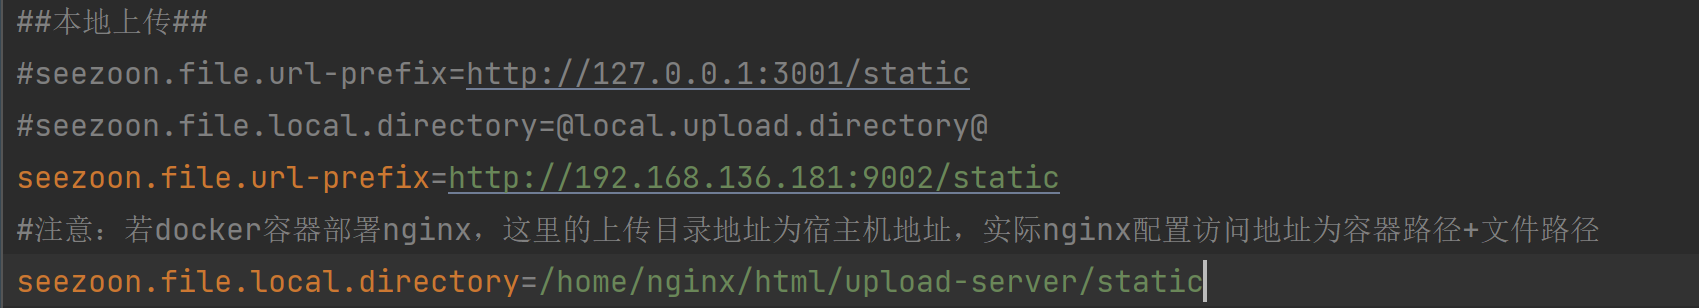 ##本地上传##
#seezoon.file.url-prefix=http://127.0.0.1:3001/static
#seezoon.file.local.directory=@local.upload.directory@
seezoon.file.url-prefix=http://192.168.136.181:9002/static
#注意：若docker容器部署nginx，这里的上传目录地址为宿主机地址，实际nginx配置访问地址为容器路径+文件路径
seezoon.file.local.directory=/home/nginx/html/upload-server/static